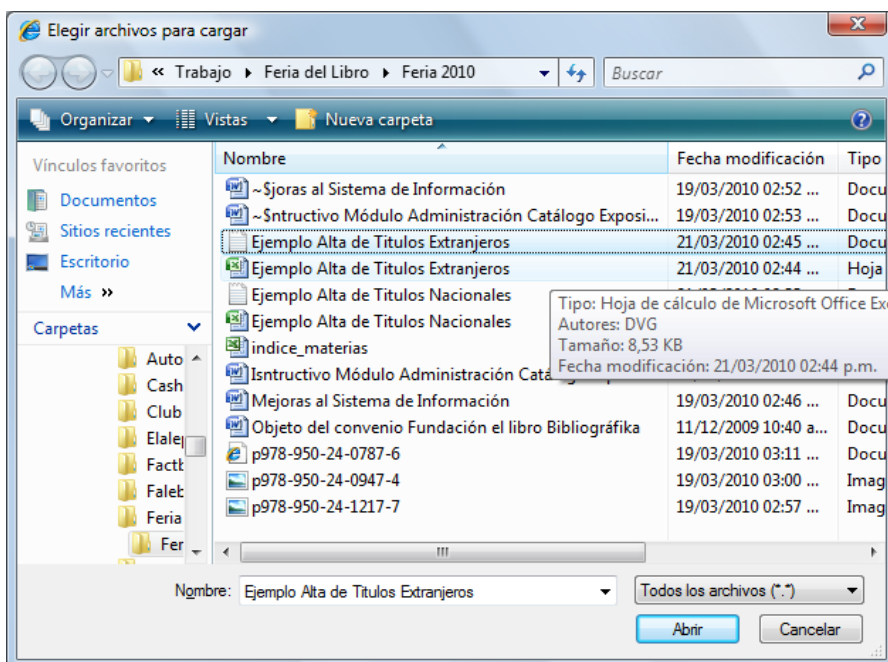 Elegir archivos para cargar
« Trabajo ▸ Feria del Libro ▸ Feria 2010
Buscar
Organizar Vistas Nueva carpeta
Vínculos favoritos
Documentos
Sitios recientes
Escritorio
Más »
Carpetas
Auto
Cash
Club
Elalep
Factb
Faleb
Feria
Fer
Nombre Fecha modificación Tipo
~$joras al Sistema de Información 19/03/2010 02:52 ... Docu
~$ntructivo Módulo Administración Catálogo Exposi... 19/03/2010 02:53 ... Docu
Ejemplo Alta de Titulos Extranjeros 21/03/2010 02:45 ... Docu
Ejemplo Alta de Titulos Extranjeros 21/03/2010 02:44 ... Hoja
Ejemplo Alta de Titulos Nacionales
Ejemplo Alta de Titulos Nacionales
indice_materias
Isntructivo Módulo Administración Catá
Mejoras al Sistema de Información 19/03/2010 02:46 ... Docu
Objeto del convenio Fundación el libro Bibliográfika 11/12/2009 10:40 a... Docu
p978-950-24-0787-6 19/03/2010 03:11 ... Docu
p978-950-24-0947-4 19/03/2010 03:00 ... Imag
p978-950-24-1217-7 19/03/2010 02:57 ... Imag
Tipo: Hoja de cálculo de Microsoft Office Ex
Autores: DVG
Tamaño: 8,53 KB
Fecha modificación: 21/03/2010 02:44 p.m.
Nombre: Ejemplo Alta de Titulos Extranjeros Todos los archivos (*.*)
Abrir Cancelar